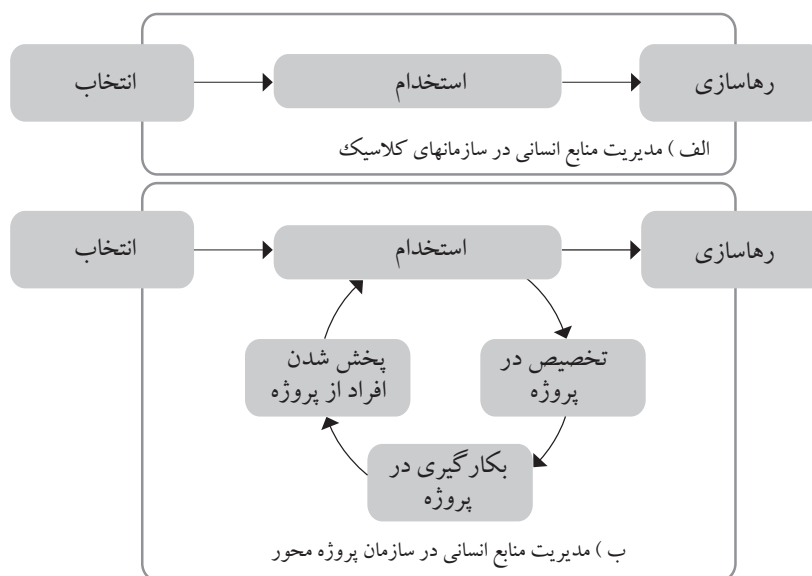 انتخاب
استخدام
رهاسازی
الف ) مدیریت منابع انسانی در سازمانهای کلاسیک
انتخاب
استخدام
رهاسازی
تخصیص در
پروژه
بکارگیری در
پروژه
پخش شدن
افراد از پروژه
ب ) مدیریت منابع انسانی در سازمان پروژه محور